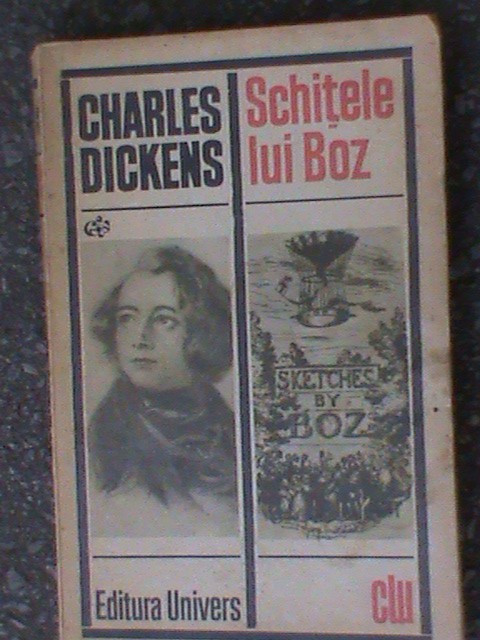 CHARLES
DICKENS
Schițele
lui Boz
SKETCHES
BY
BOZ
Editura Univers
clu